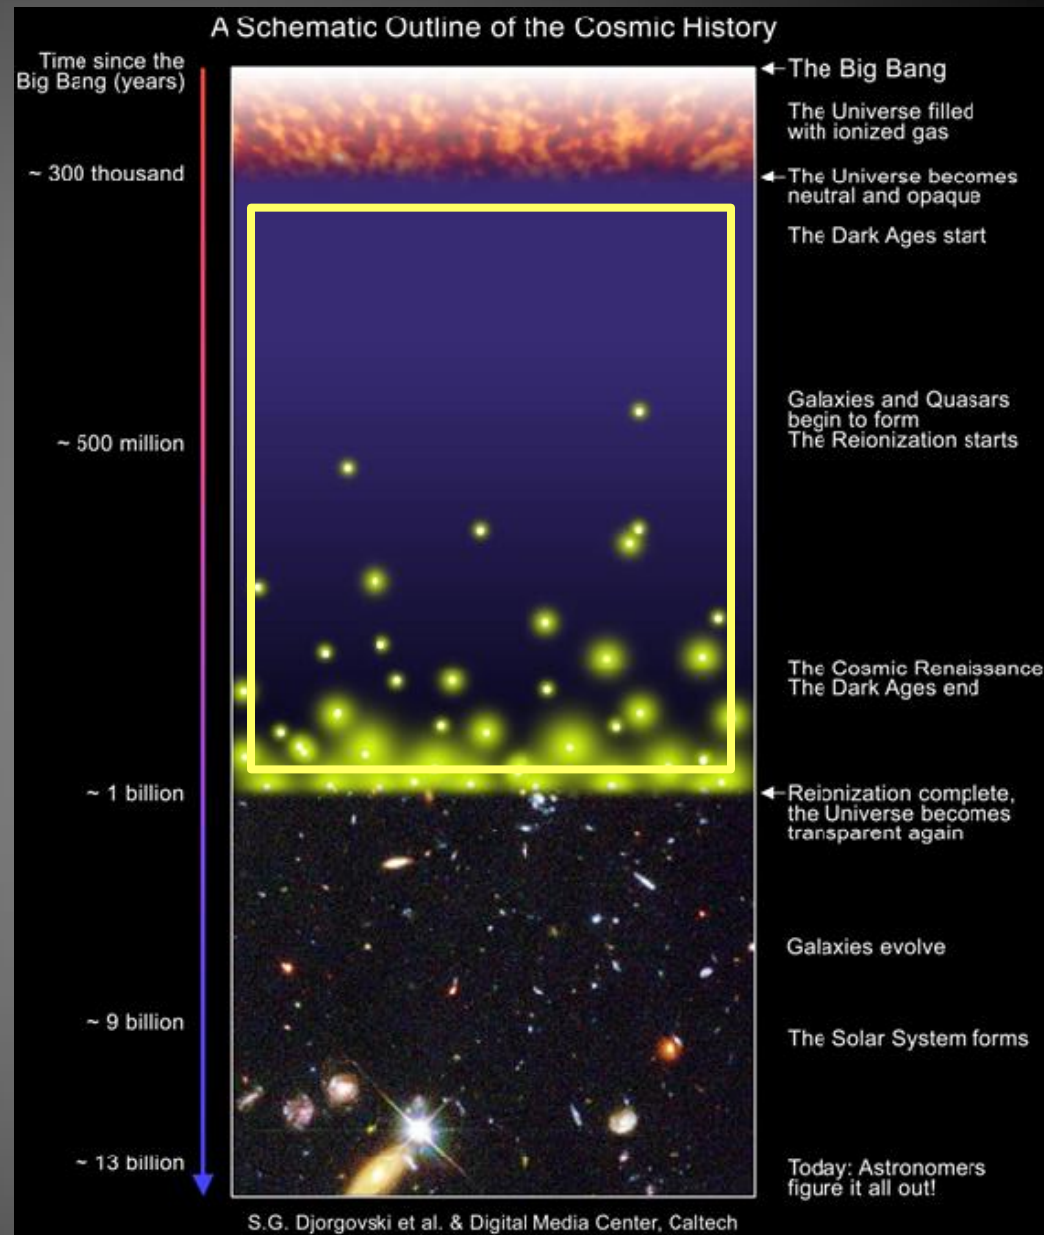 A Schematic Outline of the Cosmic History
Time since the
Big Bang (years)
~ 300 thousand
~ 500 million
~ 1 billion
~ 9 billion
~ 13 billion
The Big Bang
The Universe filled
with ionized gas
The Universe becomes
neutral and opaque
The Dark Ages start
Galaxies and Quasars
begin to form
The Reionization starts
The Cosmic Renaissance
The Dark Ages end
Reionization complete,
the Universe becomes
transparent again
Galaxies evolve
The Solar System forms
Today: Astronomers
figure it all out!
S.G. Djorgovski et al. & Digital Media Center, Caltech